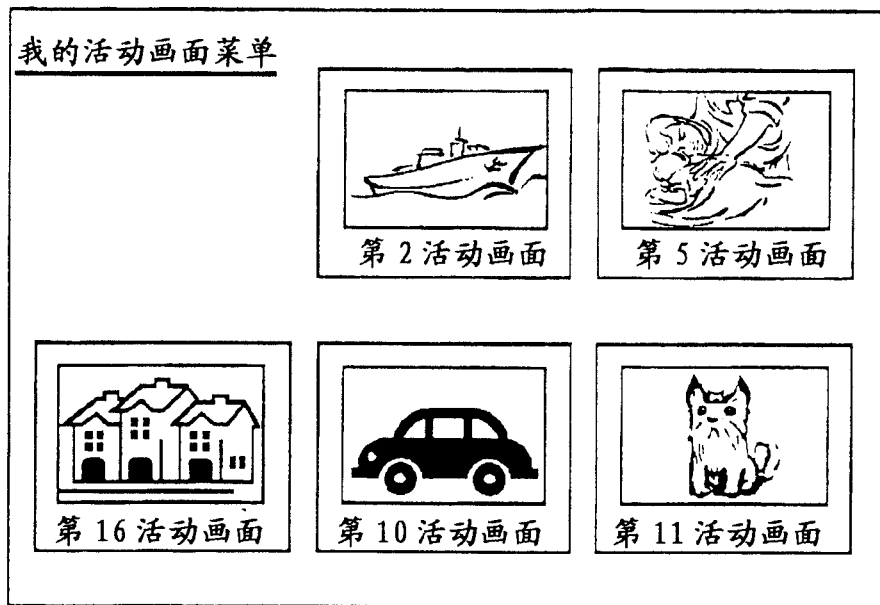 我的活动画面菜单
第 2 活动画面
第 5 活动画面
第 16 活动画面
第 10 活动画面
第 11 活动画面